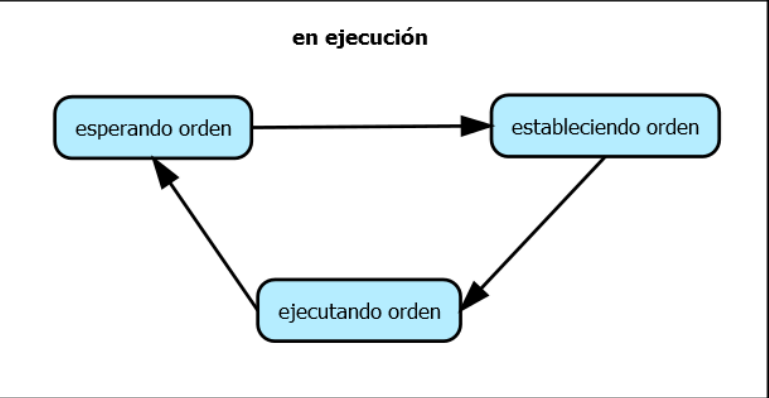 en ejecución
esperando orden
estableciendo orden
ejecutando orden